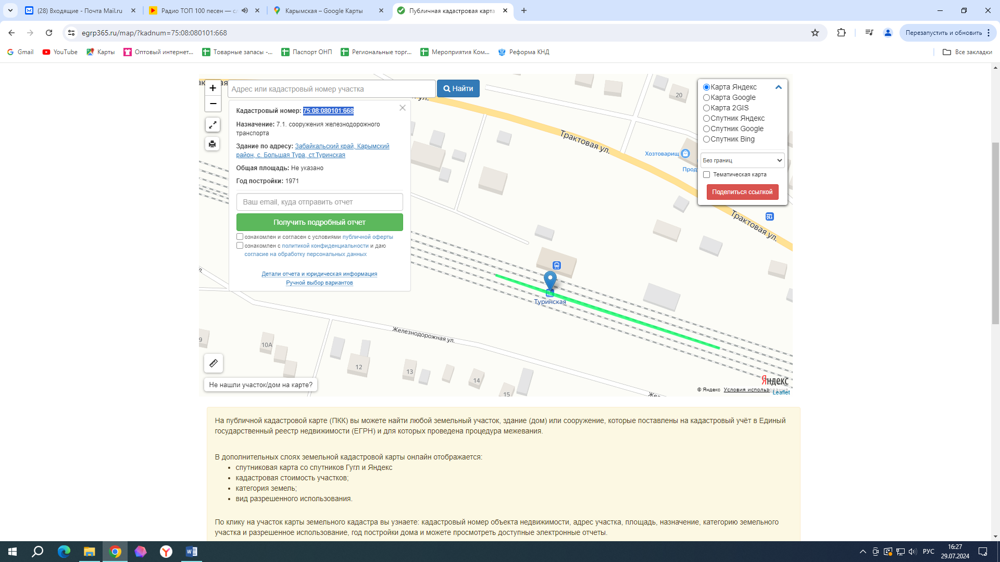 (28) Входящие - Почта Mail.ru
Радио ТОП 100 песен — сл
Карымская – Google Карты
Публичная кадастровая карта
egrp365.ru/map/?kadnum=75:08:080101:668
Перезапустить и обновить
Gmail
YouTube
Карты
Оптовый интернет...
Товарные запасы -...
Паспорт ОНП
Региональные торг...
Мероприятия Ком...
Реформа КНД
Все закладки
+
−
Адрес или кадастровый номер участка
Найти
Кадастровый номер: 75:08:080101:668
Назначение: 7.1. сооружения железнодорожного
транспорта
Здание по адресу: Забайкальский край, Карымский
район, с. Большая Тура, ст.Туринская
Общая площадь: Не указано
Год постройки: 1971
Ваш email, куда отправить отчет
Получить подробный отчет
ознакомлен и согласен с условиями публичной оферты
ознакомлен с политикой конфиденциальности и даю
согласие на обработку персональных данных
Детали отчета и юридическая информация
Ручной выбор вариантов
Карта Яндекс
Карта Google
Карта 2GIS
Спутник Яндекс
Спутник Google
Спутник Bing
Без границ
Тематическая карта
Поделиться ссылкой
20
Трактовая ул.
Хозтоварищ
Трактовая ул.
Туринская
Железнодорожная ул.
9
10А
12
13
14
15
Не нашли участок/дом на карте?
Яндекс
© Яндекс Условия использования
Leaflet
На публичной кадастровой карте (ПКК) вы можете найти любой земельный участок, здание (дом) или сооружение, которые поставлены на кадастровый учёт в Единый
государственный реестр недвижимости (ЕГРН) и для которых проведена процедура межевания.
В дополнительных слоях земельной кадастровой карты онлайн отображается:
• спутниковая карта со спутников Гугл и Яндекс
• кадастровая стоимость участков;
• категория земель;
• вид разрешенного использования.
По клику на участок карты земельного кадастра вы узнаете: кадастровый номер объекта недвижимости, адрес участка, площадь, назначение, категорию земельного
участка и разрешенное использование, год постройки дома и можете просмотреть доступные электронные отчеты.
РУС
16:27
29.07.2024